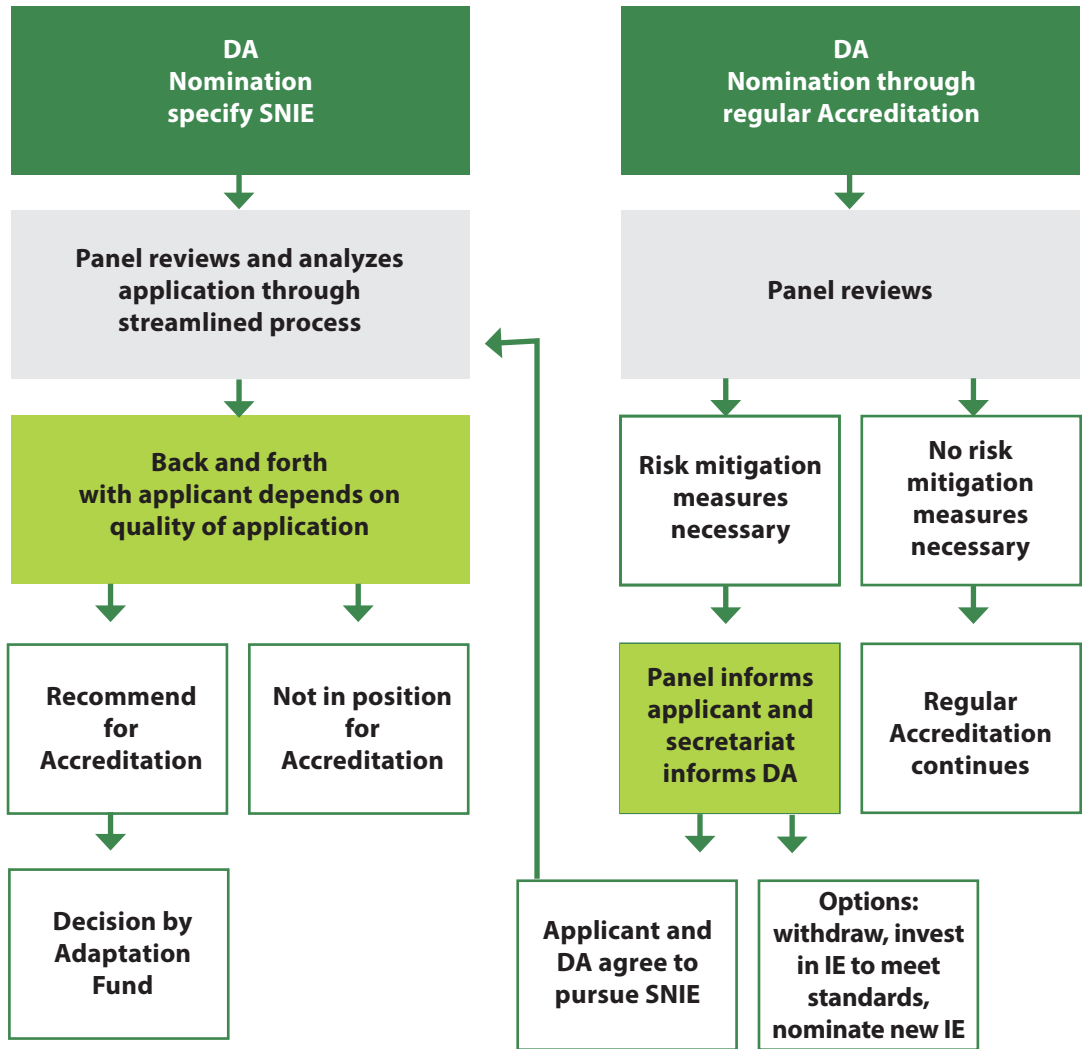 DA
Nomination
specify SNIE
Panel reviews and analyzes
application through
streamlined process
Back and forth
with applicant depends on
quality of application
Recommend
for
Accreditation
Not in position
for
Accreditation
Decision by
Adaptation
Fund
DA
Nomination through
regular Accreditation
Panel reviews
Risk mitigation
measures
necessary
No risk
mitigation
measures
necessary
Panel informs
applicant and
secretariat
informs DA
Regular
Accreditation
continues
Applicant and
DA agree to
pursue SNIE
Options:
withdraw, invest
in IE to meet
standards,
nominate new IE